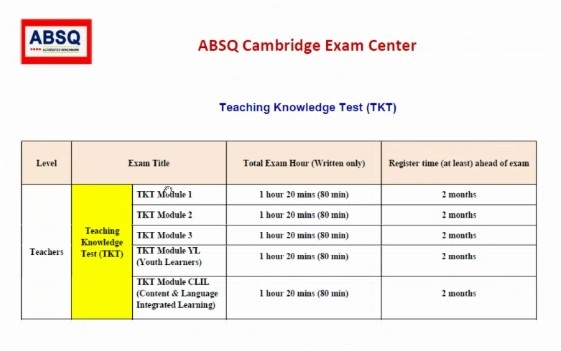 ABSQ
ABSQ Cambridge Exam Center
Teaching Knowledge Test (TKT)
Level Exam Title Total Exam Hour (Written only) Register time (at least) ahead of exam
Teachers
Teaching
Knowledge
Test (TKT)
TKT Module 1 1 hour 20 mins (80 min) 2 months
TKT Module 2 1 hour 20 mins (80 min) 2 months
TKT Module 3 1 hour 20 mins (80 min) 2 months
TKT Module YL
(Youth Learners) 1 hour 20 mins (80 min) 2 months
TKT Module CLIL
(Content & Language
Integrated Learning) 1 hour 20 mins (80 min) 2 months